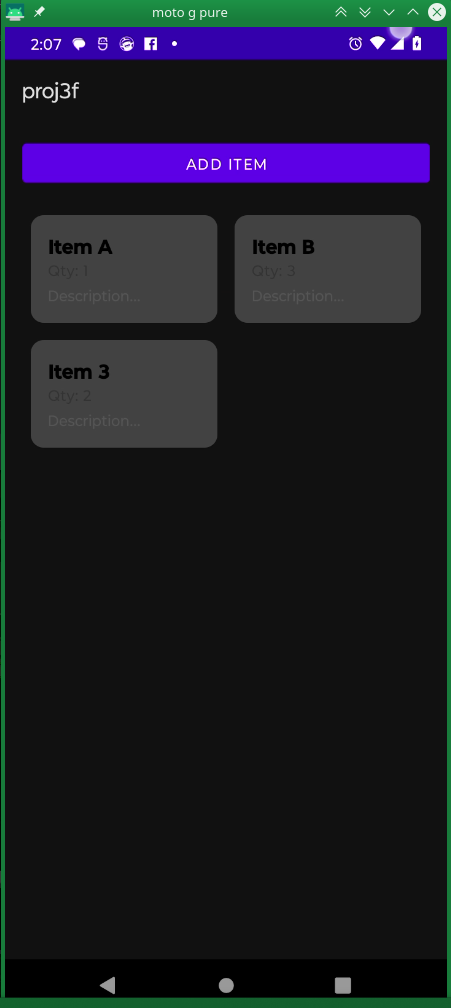 moto g pure
2:07
proj3f
ADD ITEM
Item A
Qty: 1
Description...
Item B
Qty: 3
Description...
Item 3
Qty: 2
Description...